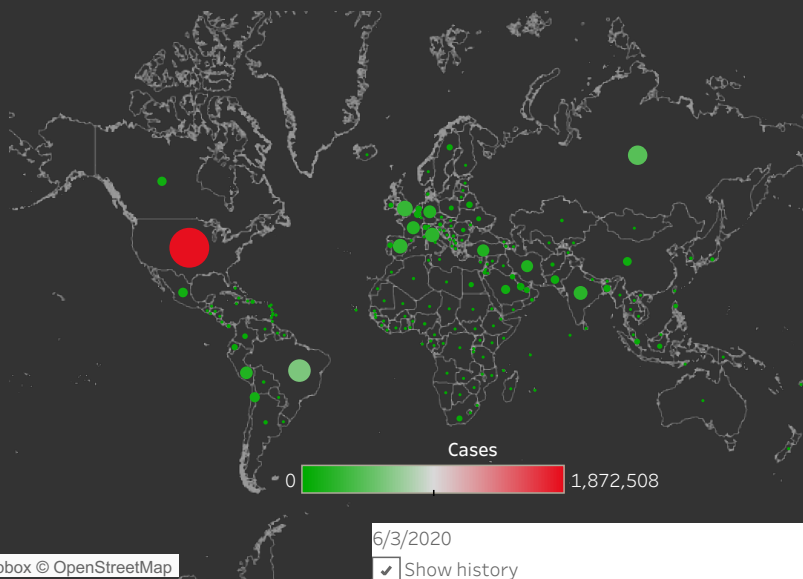 Cases
0 1,872,508
6/3/2020
✔ Show history
© OpenStreetMap